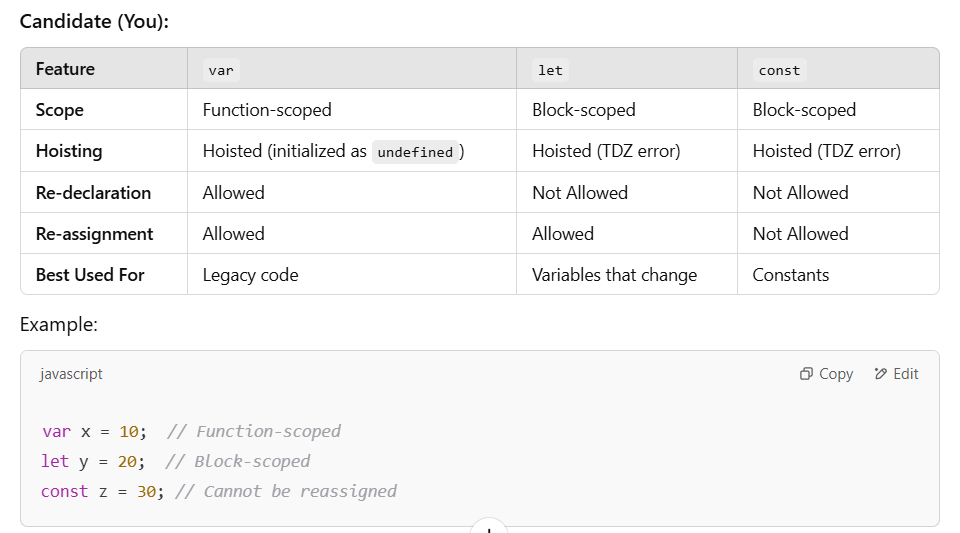 Candidate (You):
Feature var let const
Scope Function-scoped Block-scoped Block-scoped
Hoisting Hoisted (initialized as undefined) Hoisted (TDZ error) Hoisted (TDZ error)
Re-declaration Allowed Not Allowed Not Allowed
Re-assignment Allowed Allowed Not Allowed
Best Used For Legacy code Variables that change Constants
Example:
javascript Copy Edit
var x = 10;  // Function-scoped
let y = 20;  // Block-scoped
const z = 30; // Cannot be reassigned